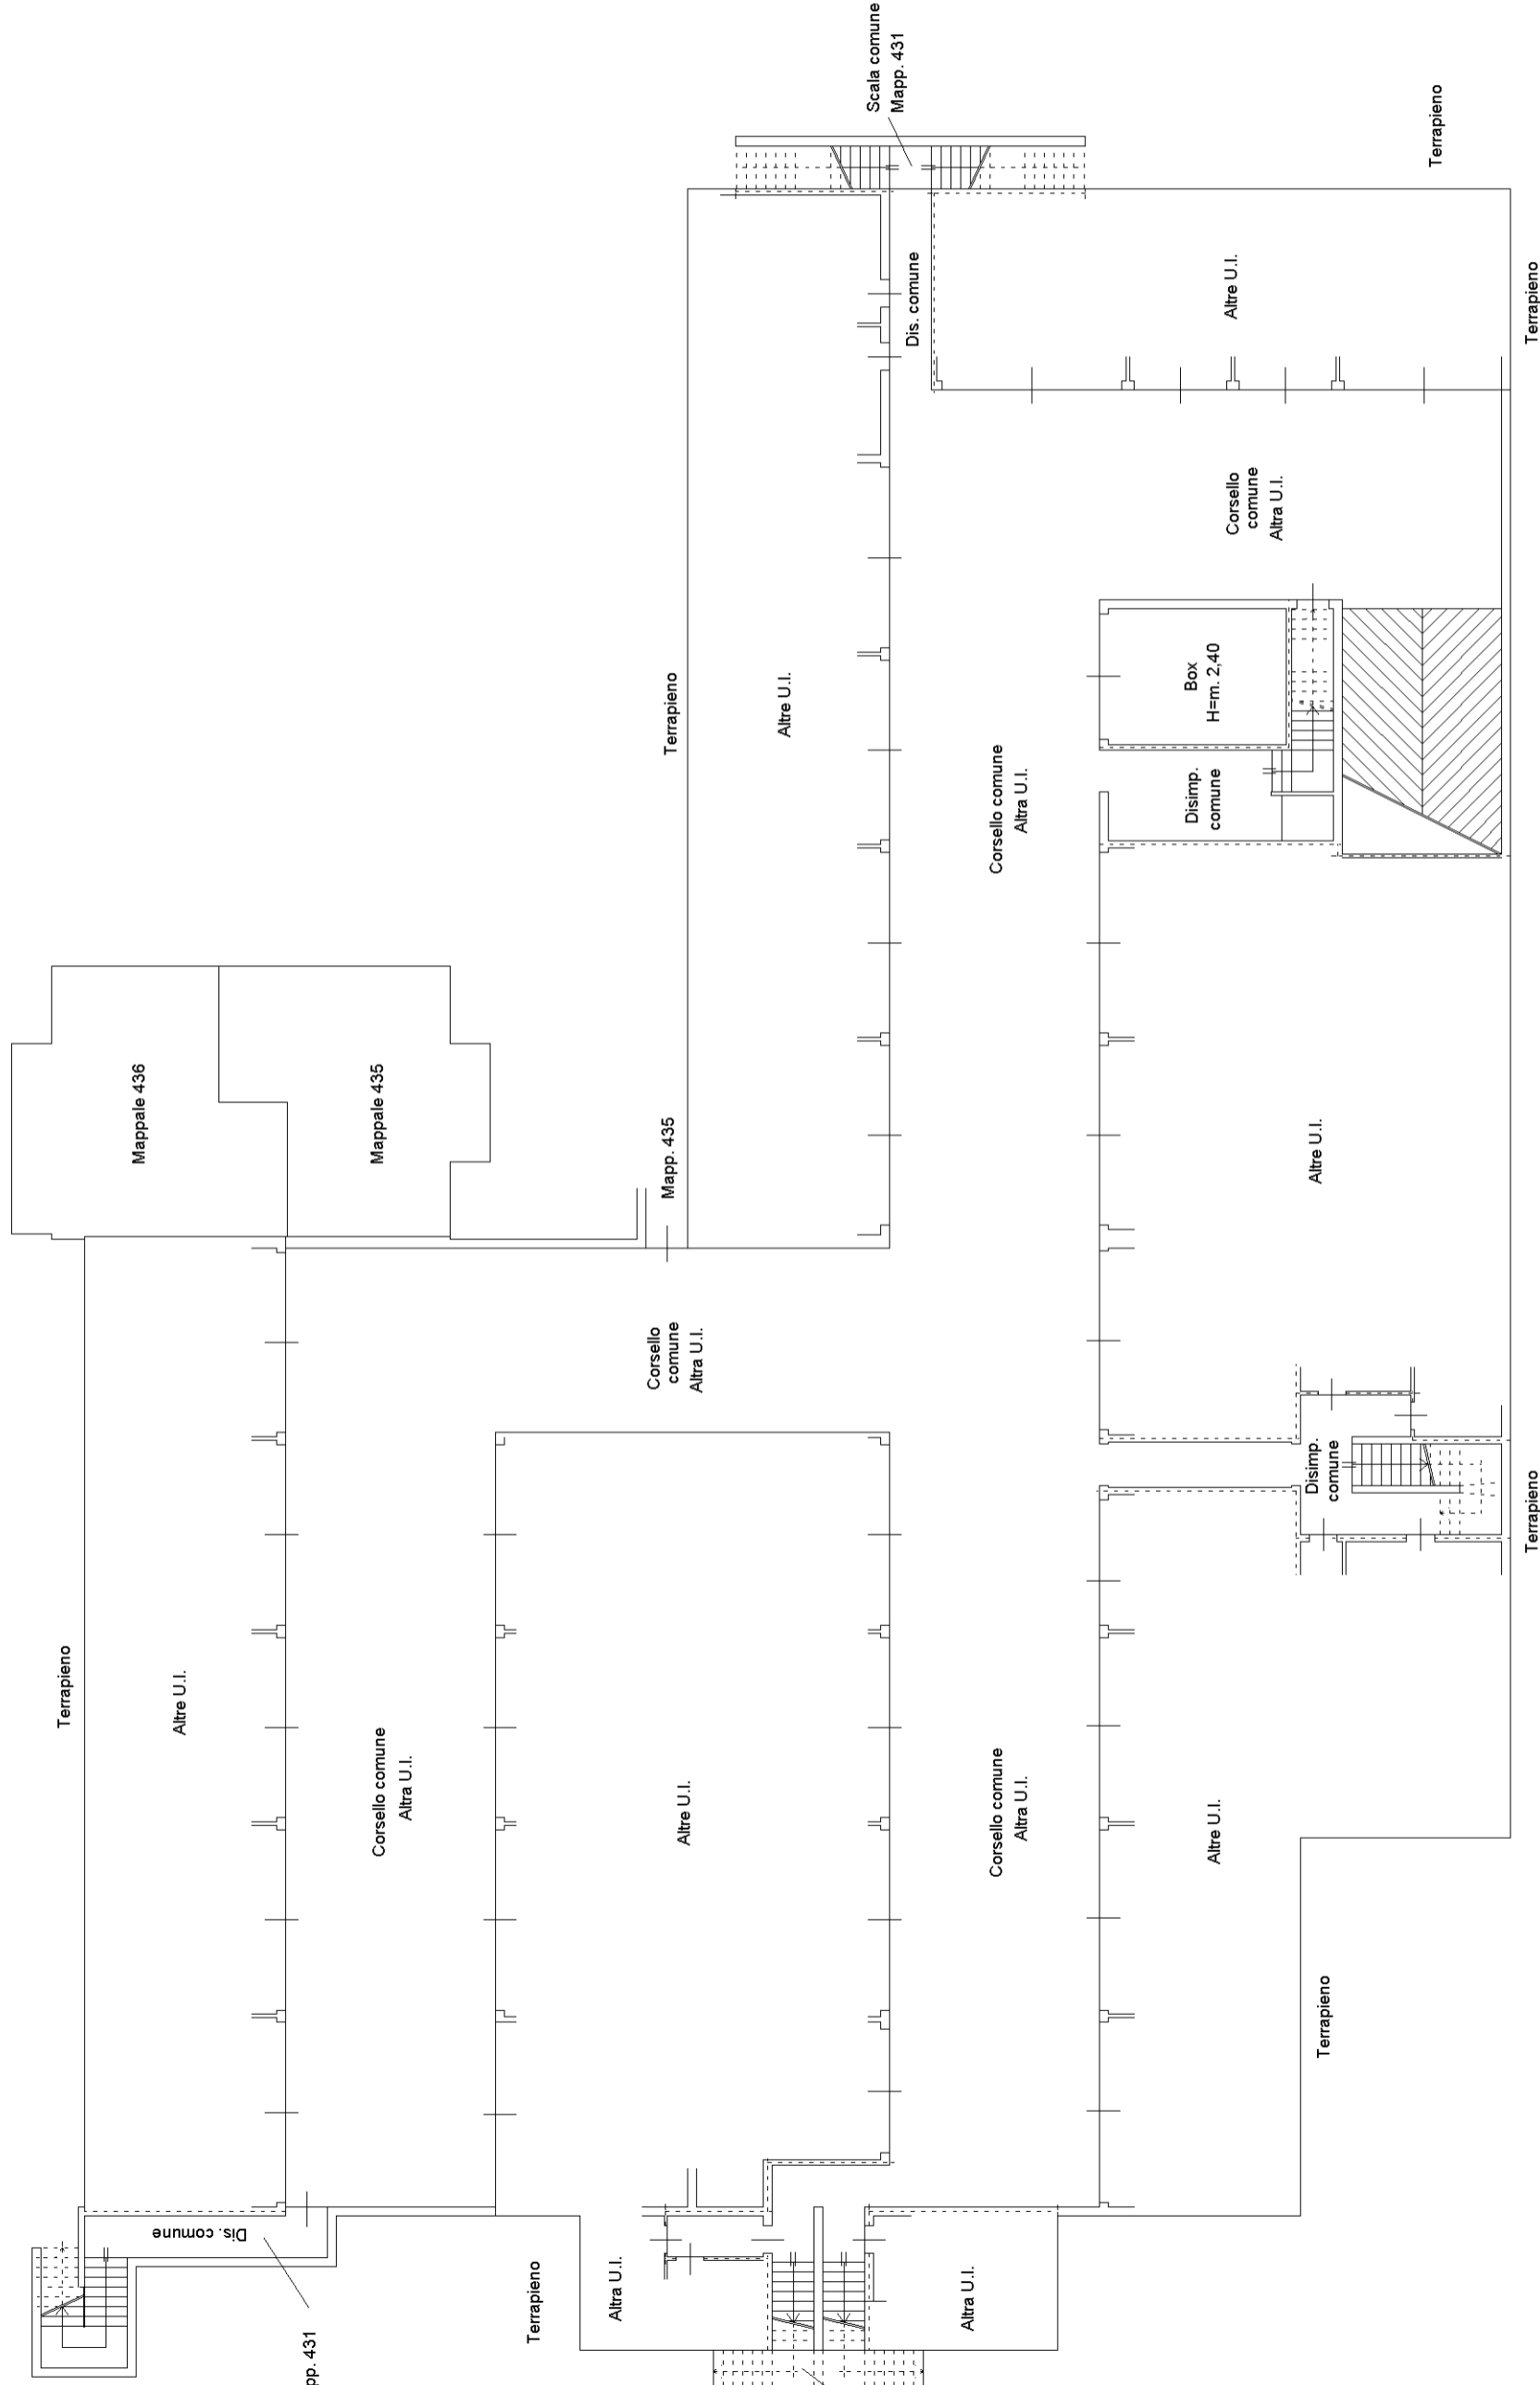 Scala comune
Mapp. 431
Terrapieno
Dis. comune
Altre U.I.
Terrapieno
Corsello
comune
Altra U.I.
Terrapieno
Altre U.I.
Box
H=m. 2,40
Corsello comune
Altra U.I.
Disimp.
comune
Mappale 436
Mappale 435
Mapp. 435
Altre U.I.
Corsello
comune
Altra U.I.
Disimp.
comune
Terrapieno
Terrapieno
Altre U.I.
Corsello comune
Altra U.I.
Altre U.I.
Corsello comune
Altra U.I.
Altre U.I.
Terrapieno
Dis. comune
Terrapieno
Altra U.I.
Altra U.I.
pp. 431